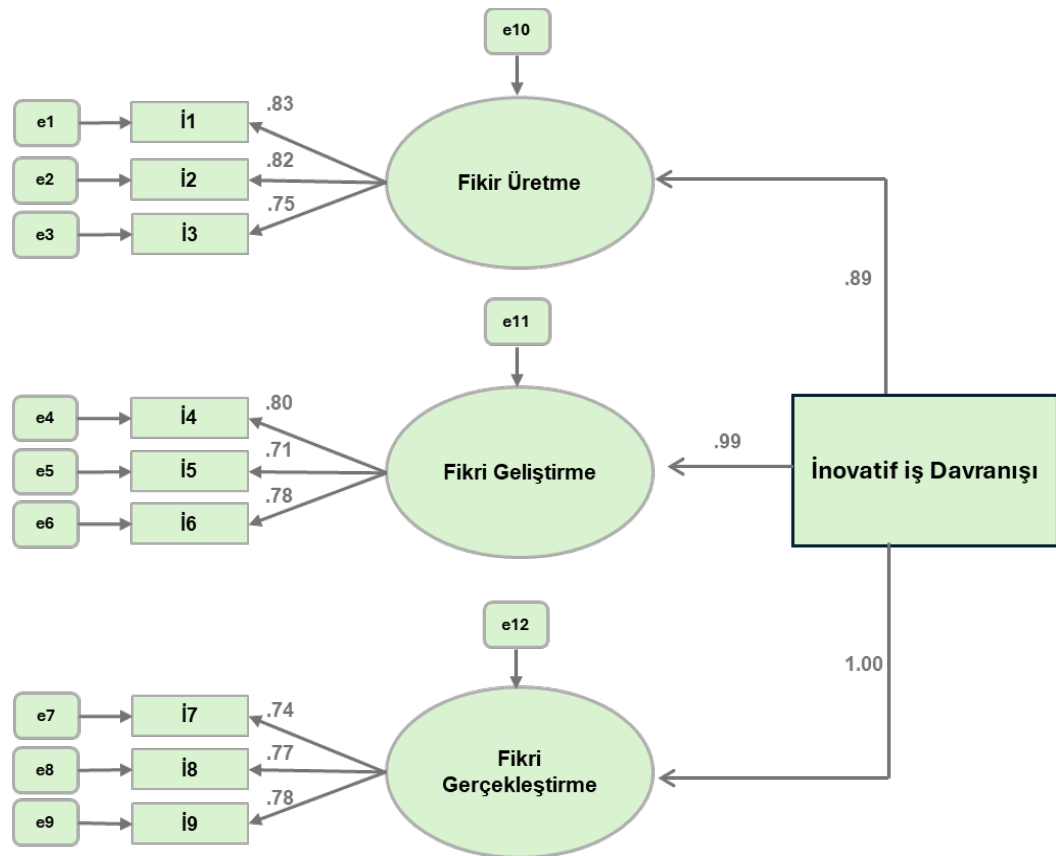 e10
e1
İ1
.83
e2
İ2
.82
e3
İ3
.75
Fikir Üretme
.89
e11
e4
İ4
.80
e5
İ5
.71
e6
İ6
.78
Fikri Geliştirme
.99
İnovatif iş Davranışı
e12
1.00
e7
İ7
.74
e8
İ8
.77
e9
İ9
.78
Fikri
Gerçekleştirme